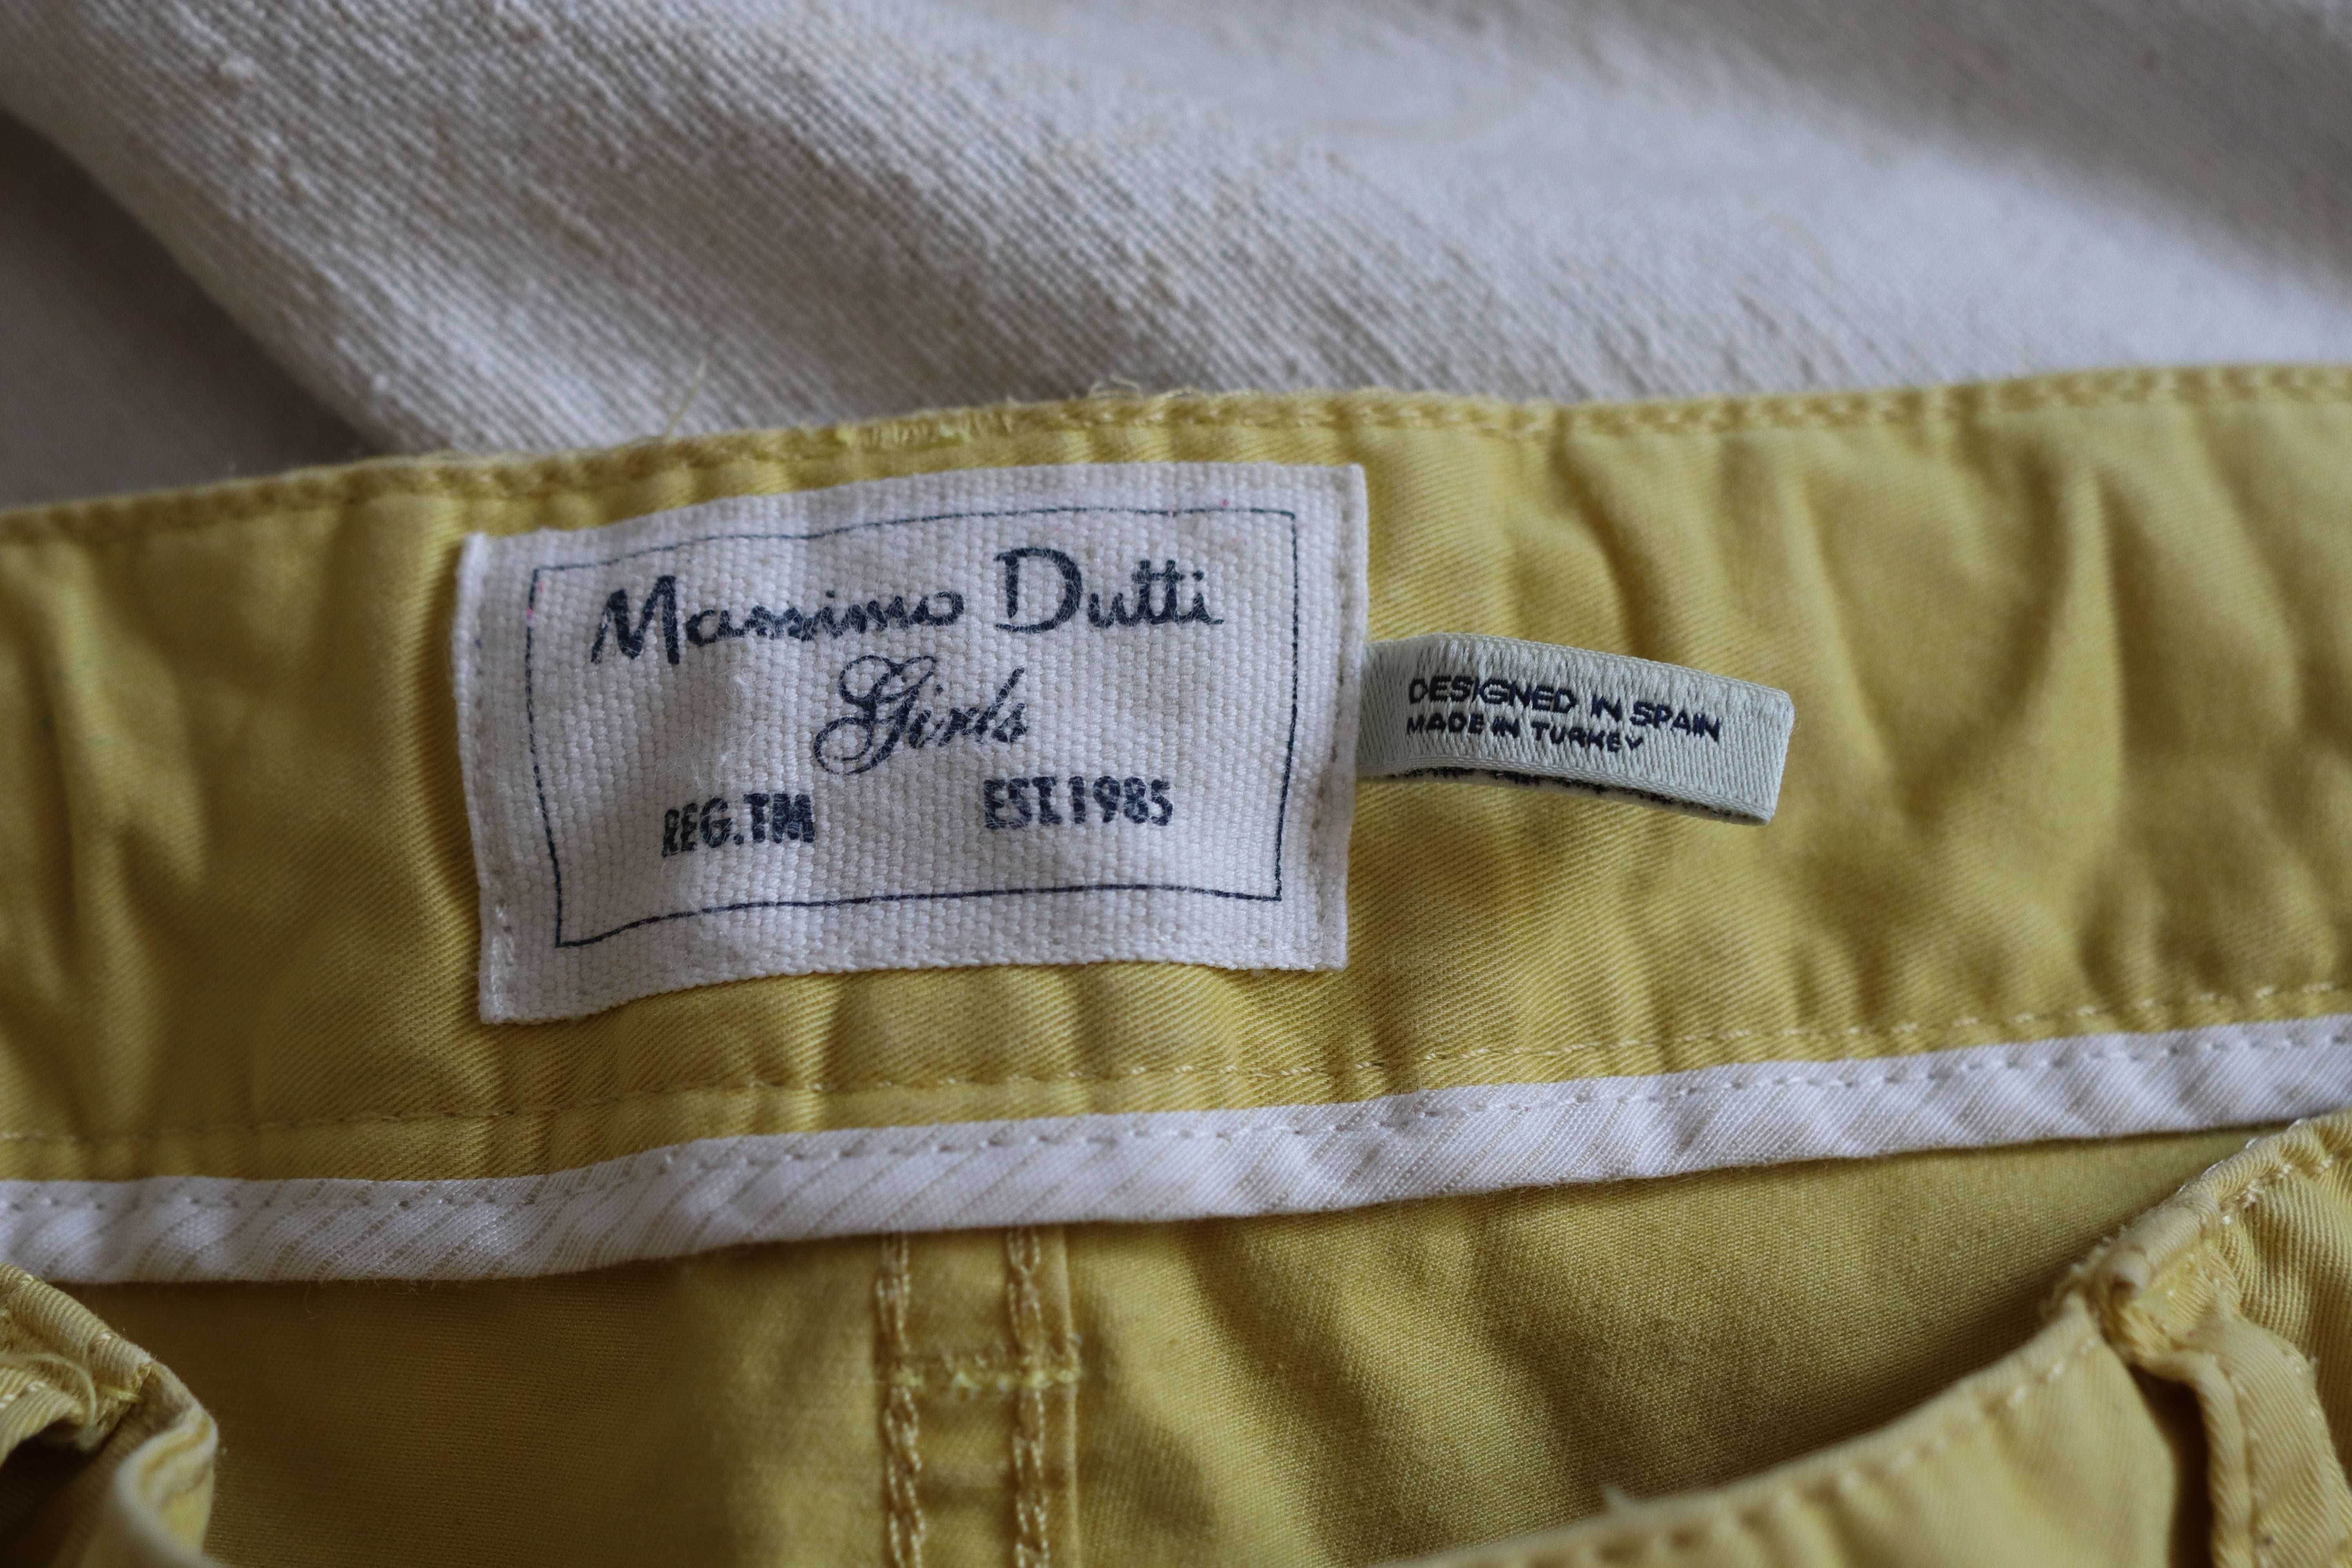 Massimo Dutti
Girls
REG.TM EST.1985
DESIGNED IN SPAIN
MADE IN TURKEY